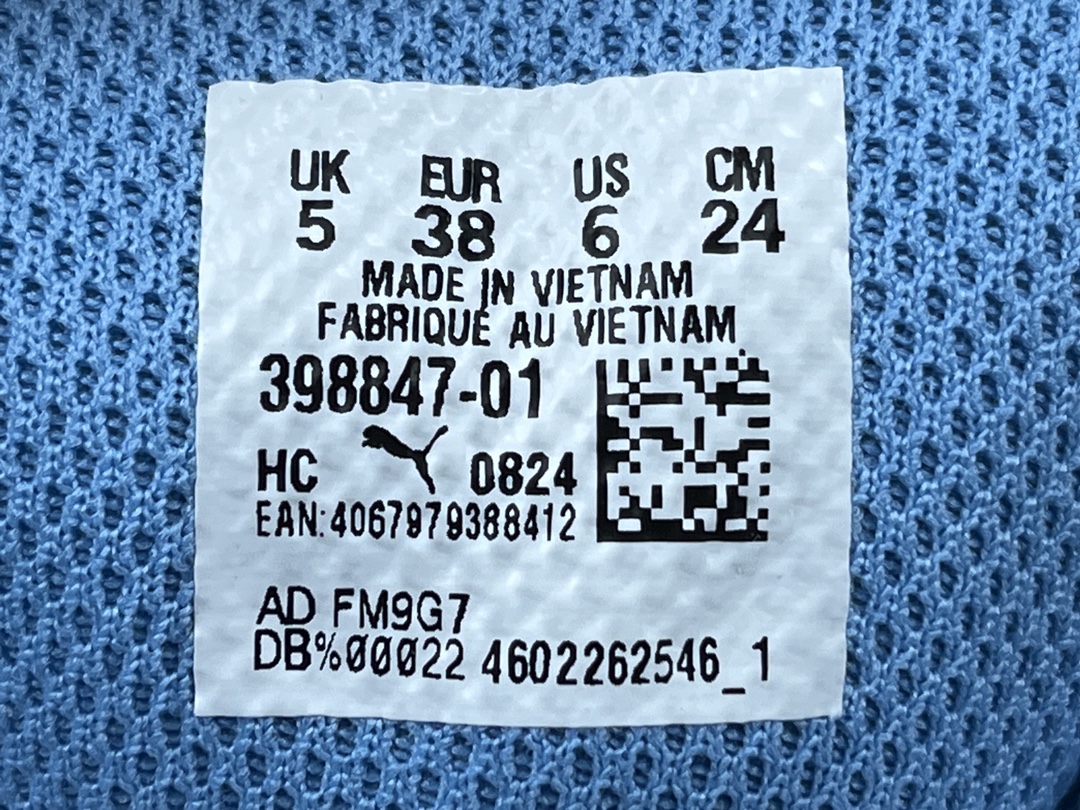 UK EUR US CM
5 38 6 24
MADE IN VIETNAM
FABRIQUÉ AU VIETNAM
398847-01
HC 0824
EAN:4067979388412
AD FM9G7
DB%00022 4602262546_1